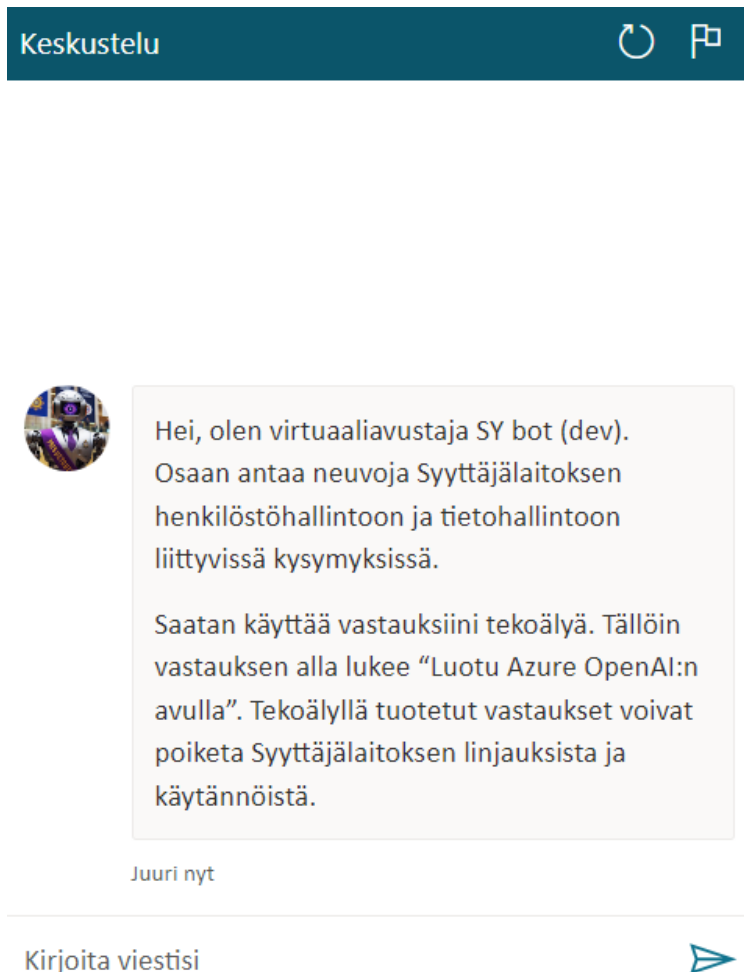 Keskustelu
Hei, olen virtuaaliavustaja SY bot (dev).
Osaan antaa neuvoja Syyttäjälaitoksen
henkilöstöhallintoon ja tietohallintoon
liittyvissä kysymyksissä.
Saatan käyttää vastauksiini tekoälyä. Tällöin
vastauksen alla lukee “Luotu Azure OpenAI:n
avulla”. Tekoälyllä tuotetut vastaukset voivat
poiketa Syyttäjälaitoksen linjauksista ja
käytännöistä.
Juuri nyt
Kirjoita viestisi